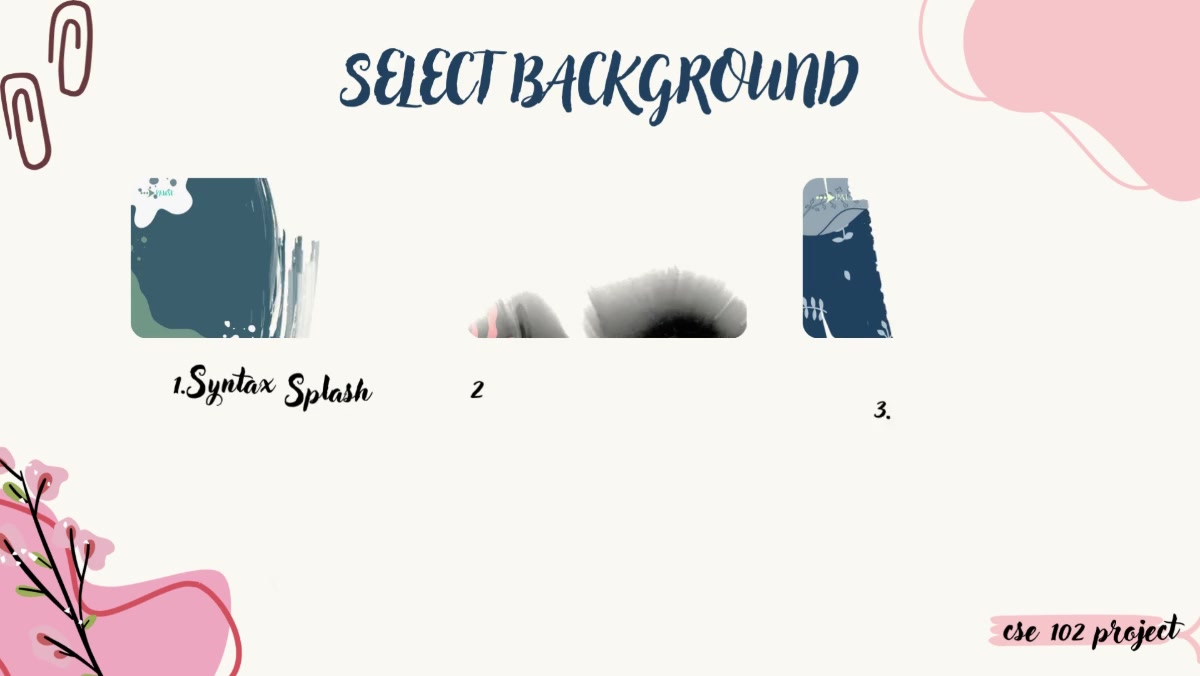 SELECT BACKGROUND
1.Syntax Splash
2
3.
cse 102 project